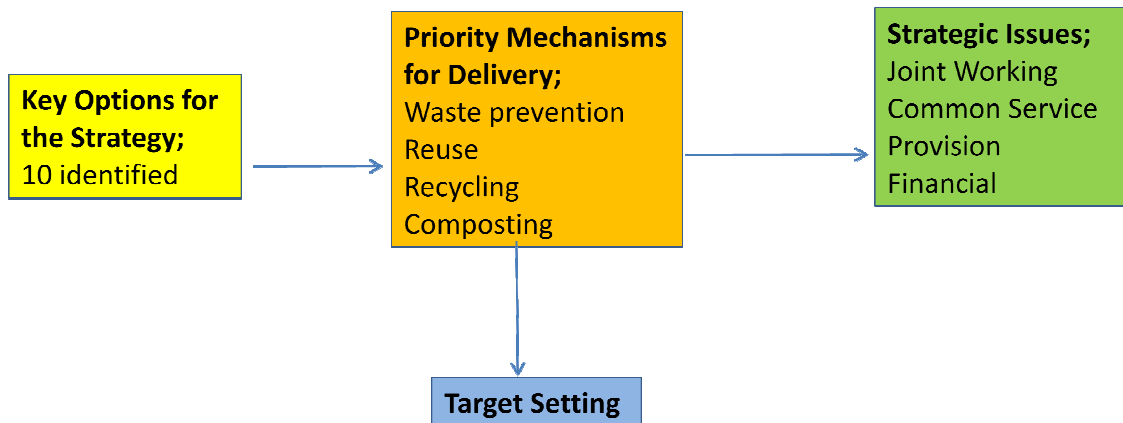 Key Options for
the Strategy;
10 identified
Priority Mechanisms
for Delivery;
Waste prevention
Reuse
Recycling
Composting
Strategic Issues;
Joint Working
Common Service
Provision
Financial
Target Setting